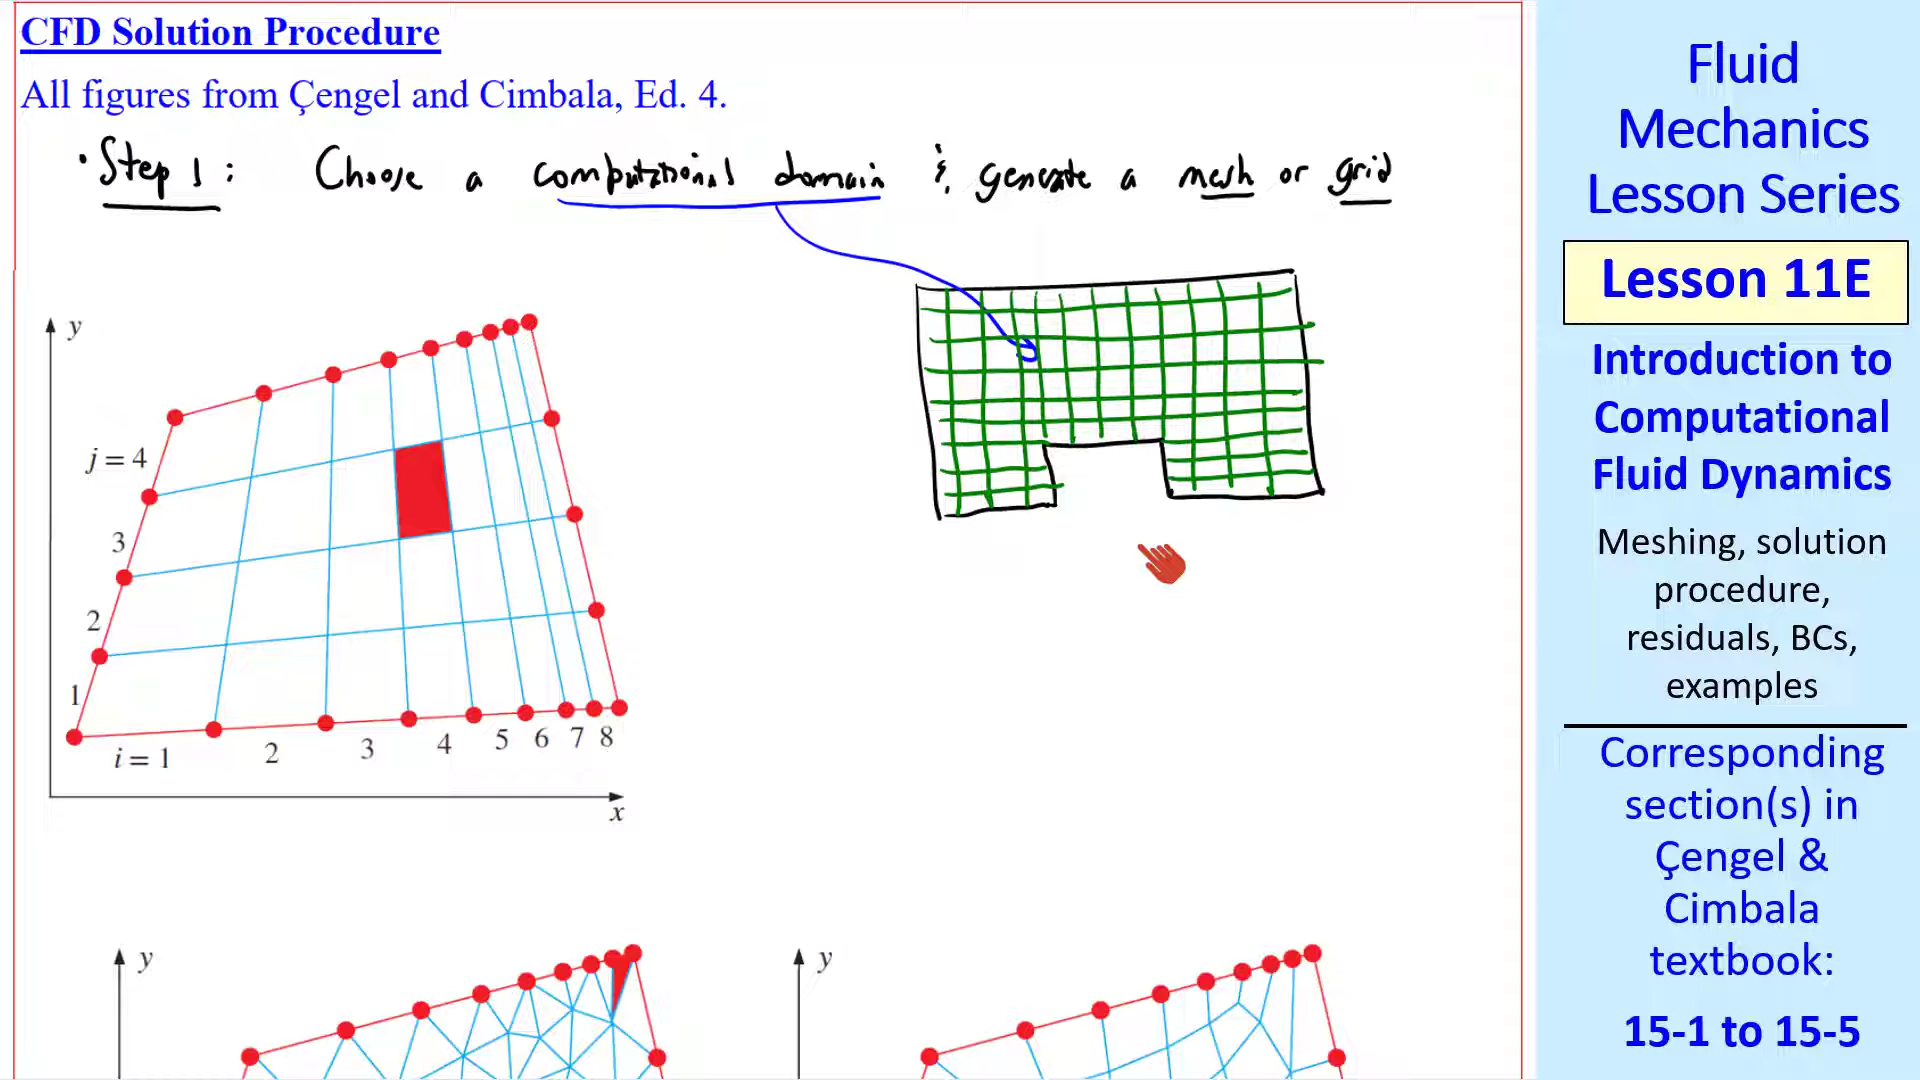 CFD Solution Procedure
All figures from Çengel and Cimbala, Ed. 4.
• Step 1: Choose a computational domain & generate a mesh or grid
y
j = 4
3
2
1
i = 1
2
3
4
5
6
7
8
x
y
y
Fluid
Mechanics
Lesson Series
Lesson 11E
Introduction to
Computational
Fluid Dynamics
Meshing, solution
procedure,
residuals, BCs,
examples
Corresponding
section(s) in
Çengel &
Cimbala
textbook:
15-1 to 15-5